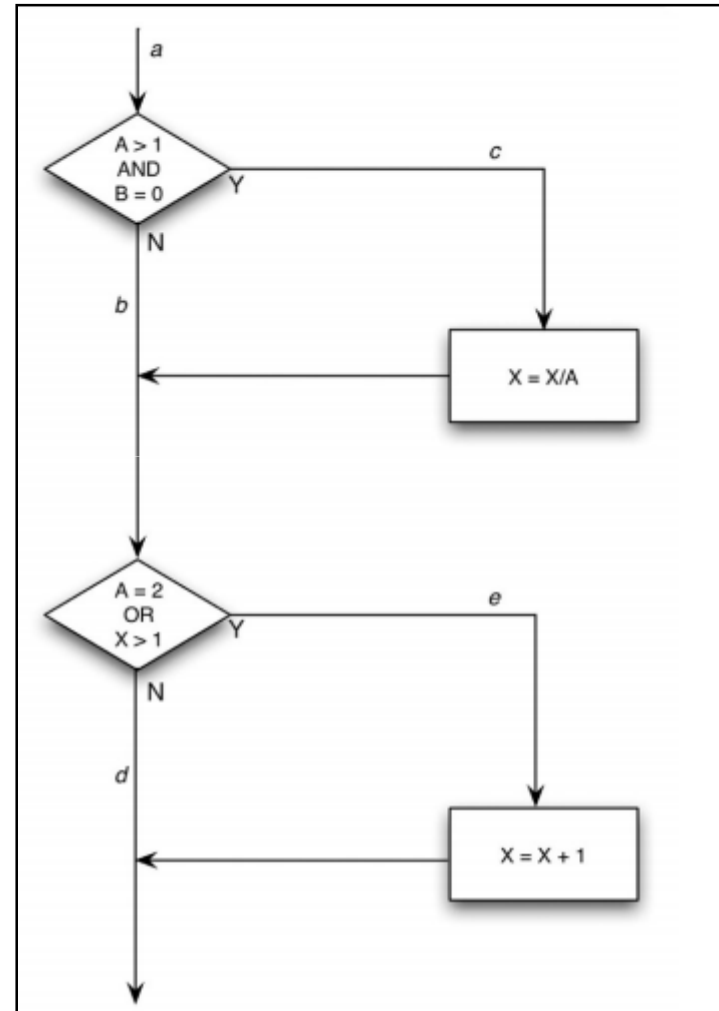 a
A > 1
AND
B = 0
Y
c
N
b
X = X/A
A = 2
OR
X > 1
Y
e
N
d
X = X + 1